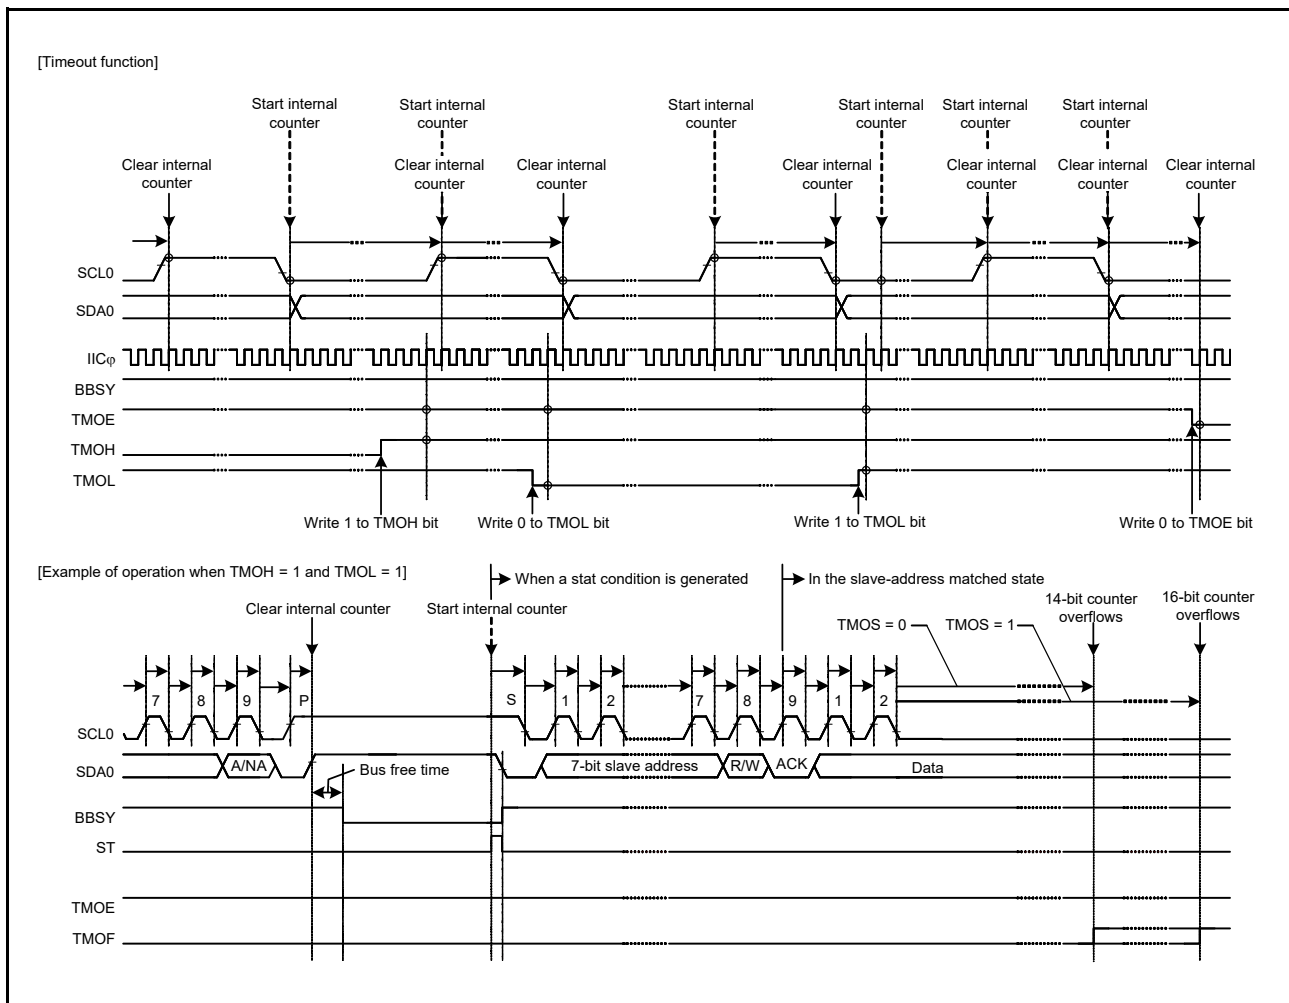 [Timeout function]
Start internal
counter
Start internal
counter
Start internal
counter
Start internal
counter
Start internal
counter
Start internal
counter
Clear internal
counter
Clear internal
counter
Clear internal
counter
Clear internal
counter
Clear internal
counter
Clear internal
counter
Clear internal
counter
SCL0
SDA0
IICφ
BBSY
TMOE
TMOH
TMOL
Write 1 to TMOH bit
Write 0 to TMOL bit
Write 1 to TMOL bit
Write 0 to TMOE bit
[Example of operation when TMOH = 1 and TMOL = 1]
When a stat condition is generated
In the slave-address matched state
Clear internal counter
Start internal counter
14-bit counter
overflows
16-bit counter
overflows
TMOS = 0
TMOS = 1
7 8 9 P S 1 2 7 8 9 1 2
SCL0
SDA0
A/NA
7-bit slave address
R/W
ACK
Data
Bus free time
BBSY
ST
TMOE
TMOF